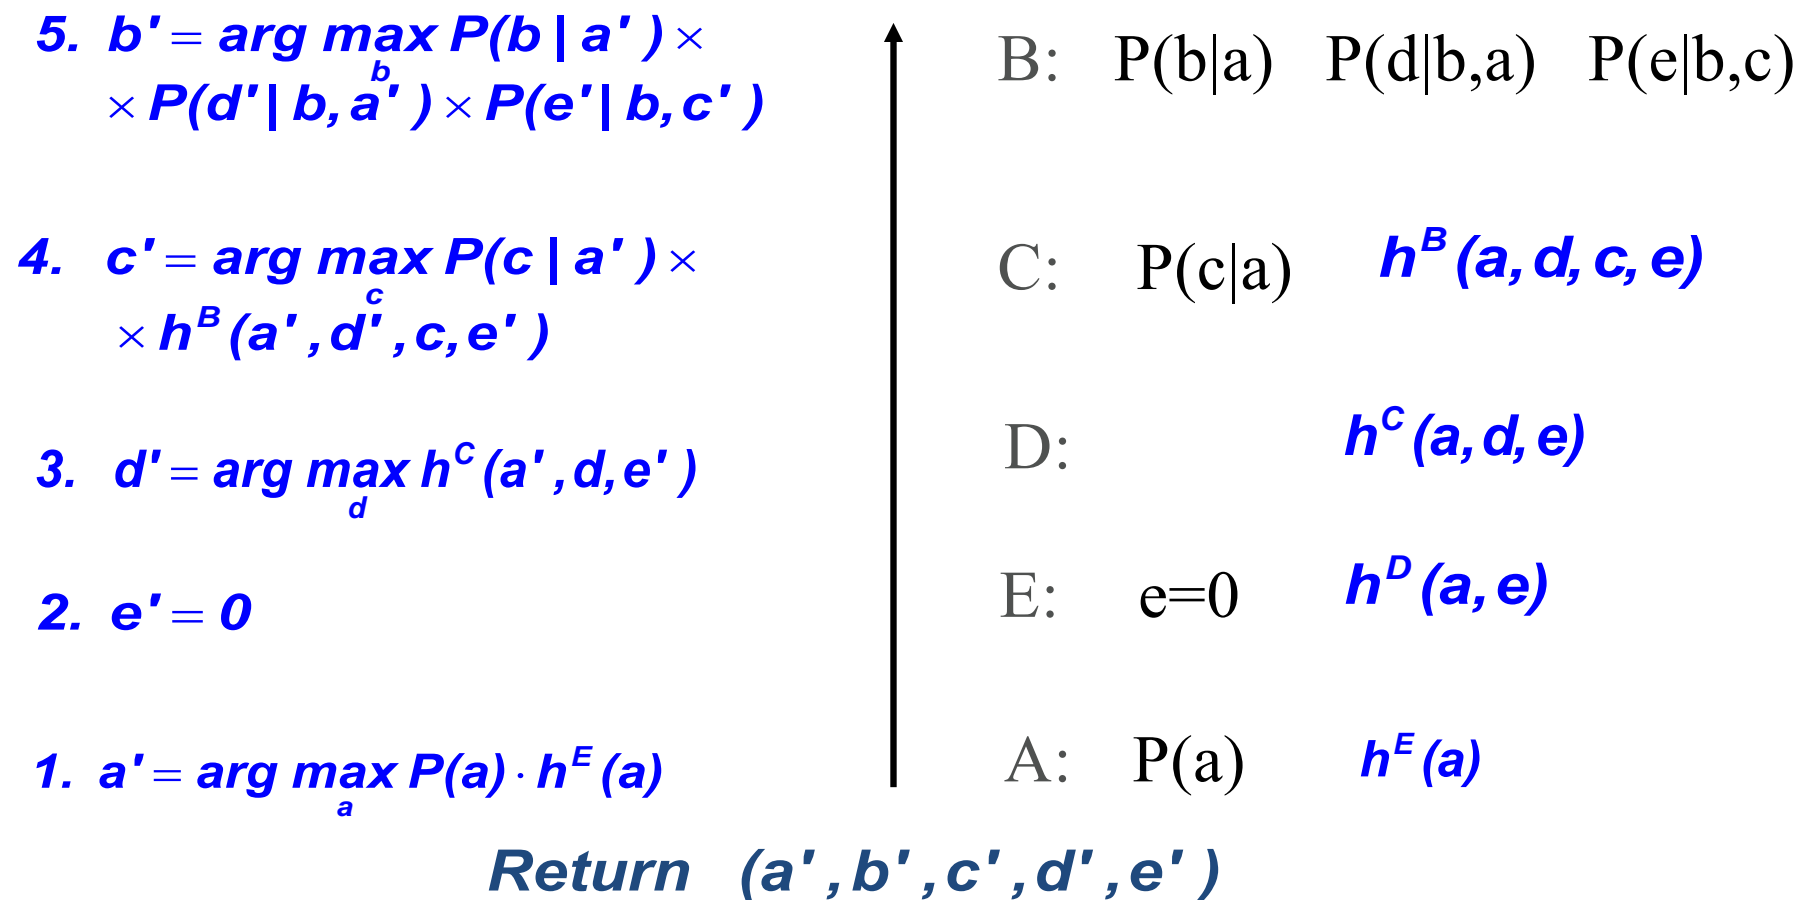 5. b' = arg max P(b | a' ) ×
b
× P(d' | b, a' ) × P(e' | b, c' )
4. c' = arg max P(c | a' ) ×
c
× h^B (a' , d' , c, e' )
3. d' = arg max h^C (a' , d, e' )
d
2. e' = 0
1. a' = arg max P(a) · h^E (a)
a
B: P(b|a) P(d|b,a) P(e|b,c)
C: P(c|a) h^B (a, d, c, e)
D: h^C (a, d, e)
E: e=0 h^D (a, e)
A: P(a) h^E (a)
Return (a' , b' , c' , d' , e' )